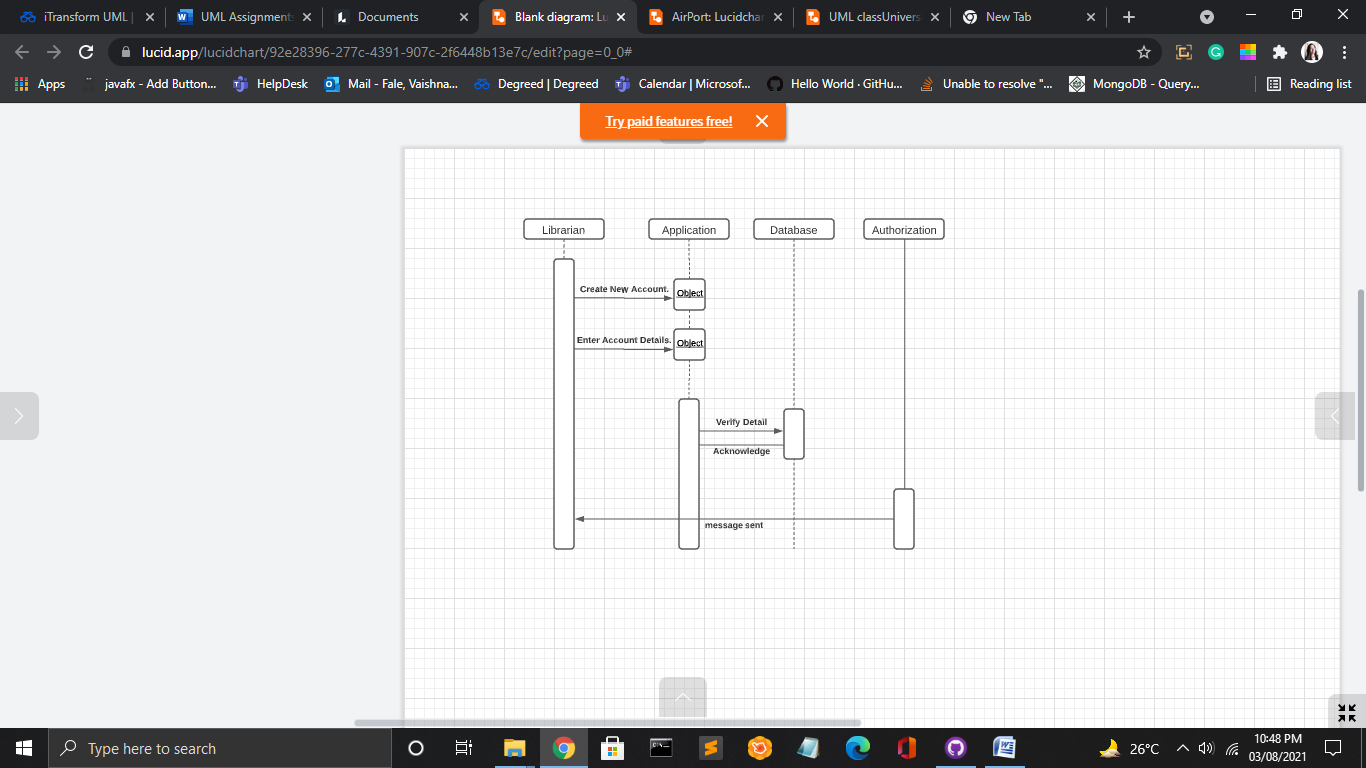 iTransform UML |
UML Assignment
Documents
Blank diagram: Lu
AirPort: Lucidchar
UML classUnivers
New Tab
lucid.app/lucidchart/92e28396-277c-4391-907c-2f6448b13e7c/edit?page=0_0#
Apps
javafx - Add Button...
HelpDesk
Mail - Fale, Vaishna...
Degreed | Degreed
Calendar | Microsof...
Hello World · GitHu...
Unable to resolve "...
MongoDB - Query...
Reading list
Try paid features free!
Librarian
Application
Database
Authorization
Create New Account.
Object
Enter Account Details.
Object
Verify Detail
Acknowledge
message sent
Type here to search
26°C
10:48 PM
03/08/2021